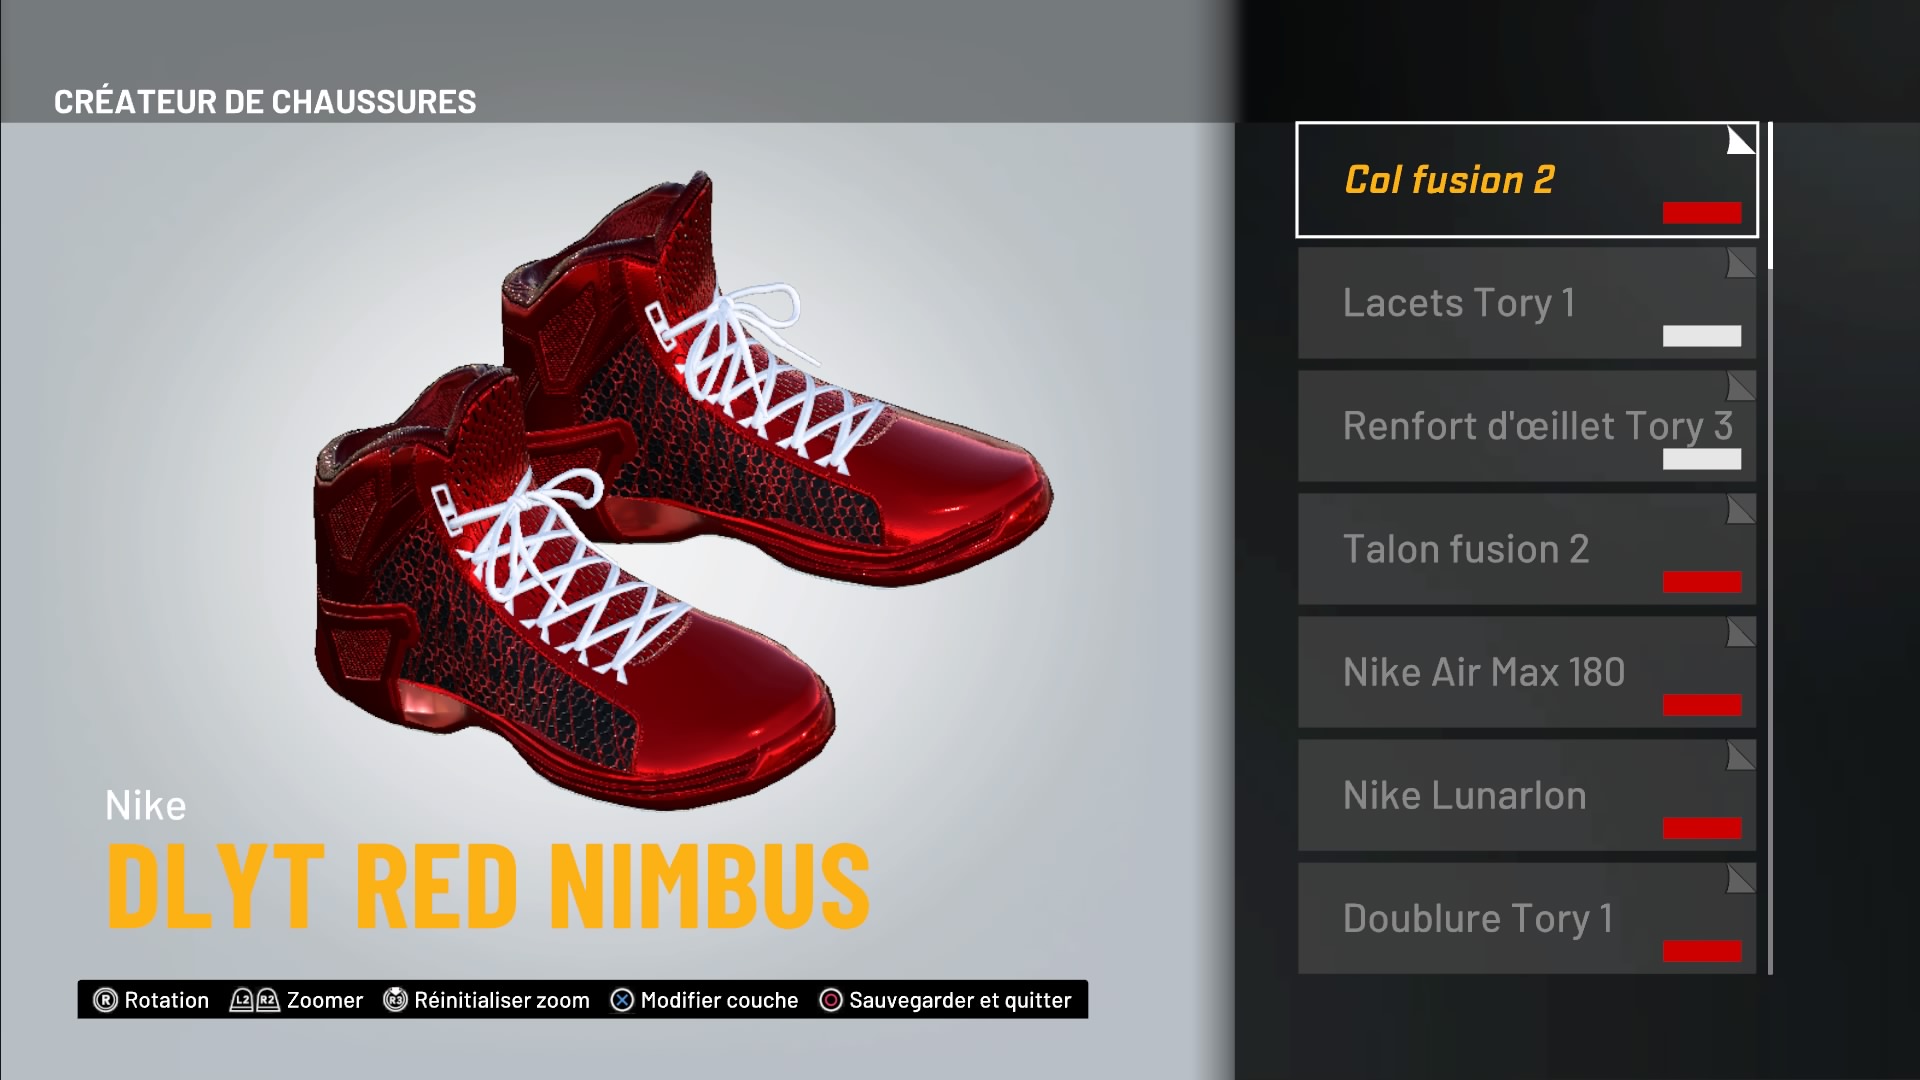 CRÉATEUR DE CHAUSSURES
Col fusion 2
Lacets Tory 1
Renfort d'œillet Tory 3
Talon fusion 2
Nike Air Max 180
Nike Lunarlon
Doublure Tory 1
Nike
DLYT RED NIMBUS
R Rotation L2 R2 Zoomer R3 Réinitialiser zoom Modifier couche Sauvegarder et quitter